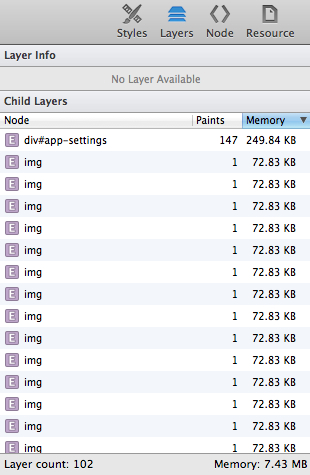 Styles Layers Node Resource
Layer Info
No Layer Available
Child Layers
Node Paints Memory
E div#app-settings 147 249.84 KB
E img 1 72.83 KB
E img 1 72.83 KB
E img 1 72.83 KB
E img 1 72.83 KB
E img 1 72.83 KB
E img 1 72.83 KB
E img 1 72.83 KB
E img 1 72.83 KB
E img 1 72.83 KB
E img 1 72.83 KB
E img 1 72.83 KB
E img 1 72.83 KB
E img 1 72.83 KB
E img 1 72.83 KB
Layer count: 102 Memory: 7.43 MB